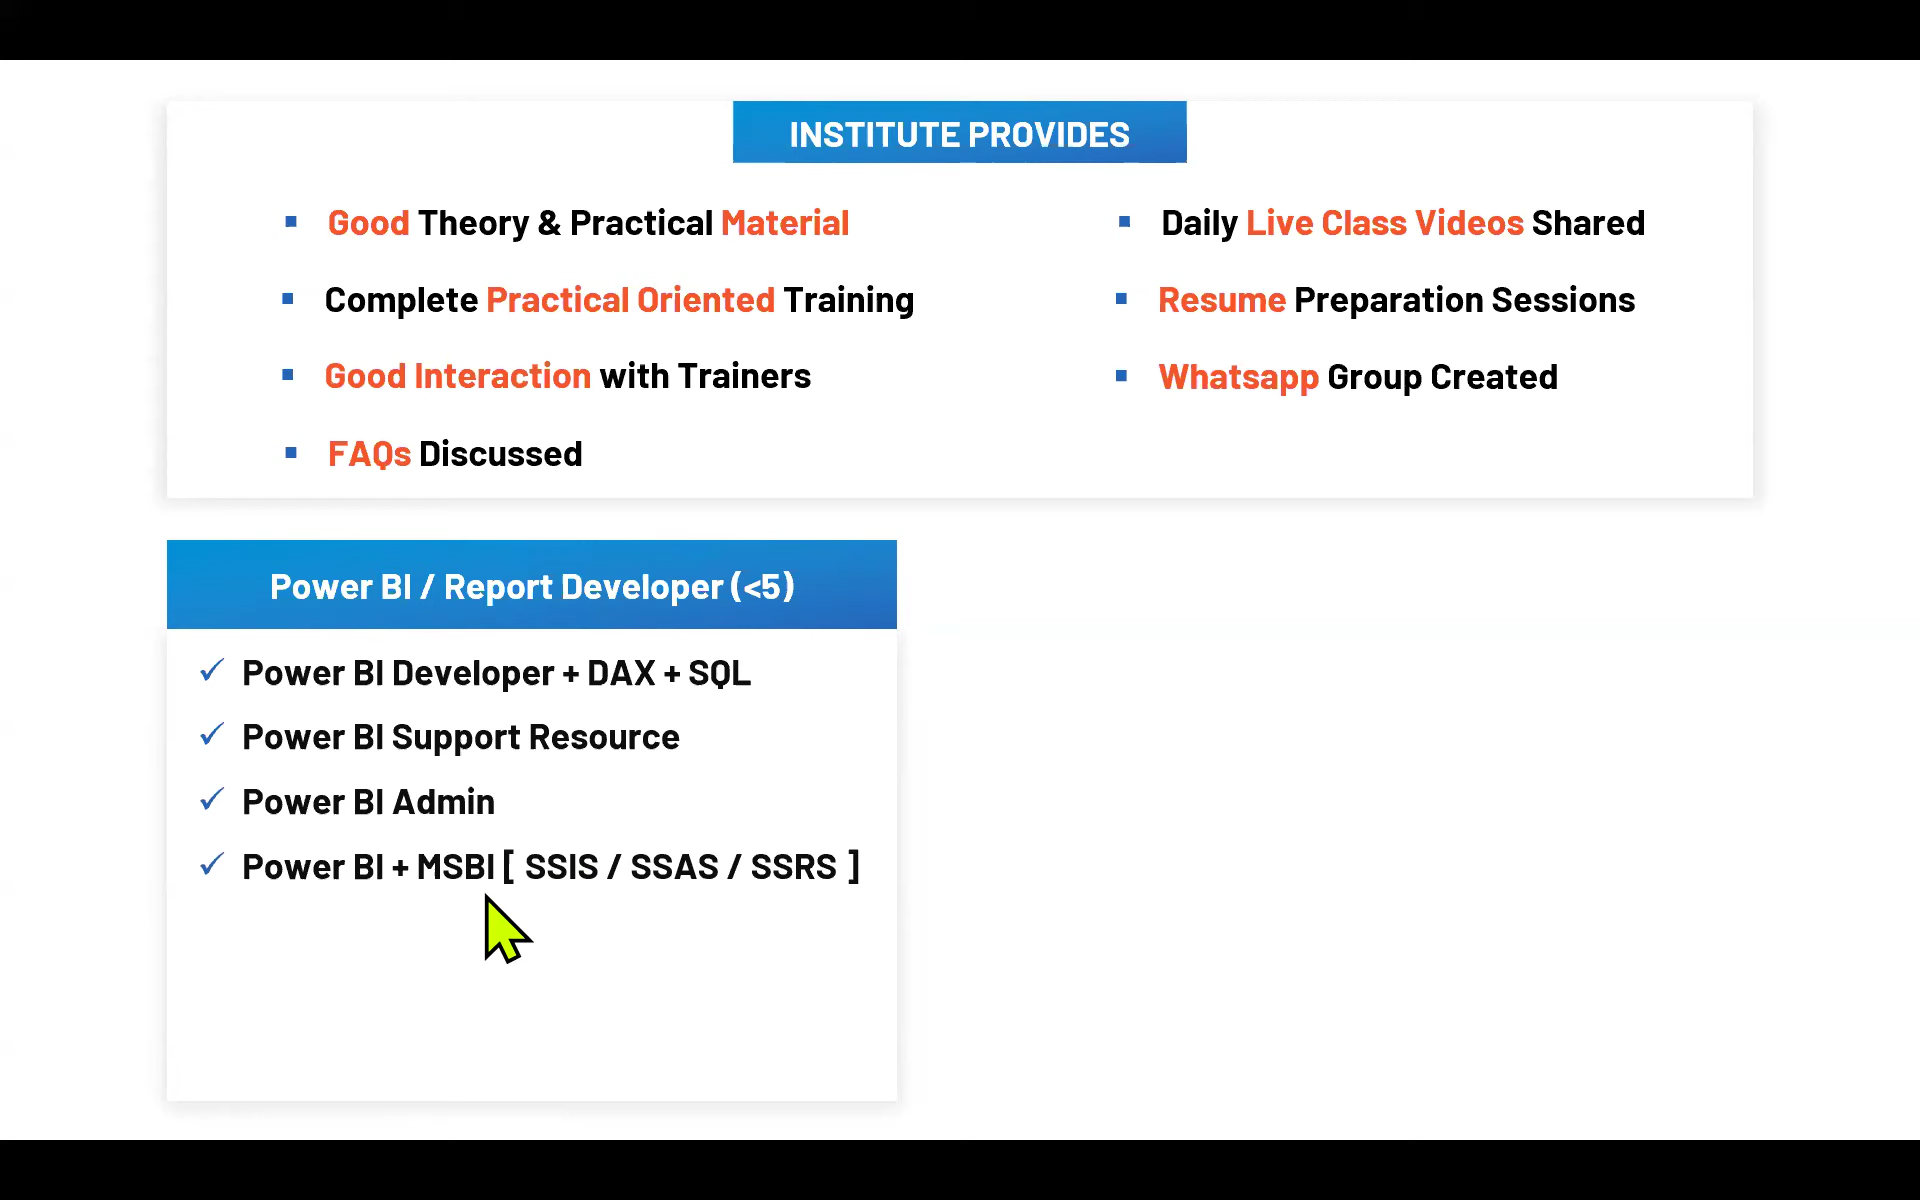 INSTITUTE PROVIDES
Good Theory & Practical Material
Complete Practical Oriented Training
Good Interaction with Trainers
FAQs Discussed
Daily Live Class Videos Shared
Resume Preparation Sessions
Whatsapp Group Created
Power BI / Report Developer (<5)
Power BI Developer + DAX + SQL
Power BI Support Resource
Power BI Admin
Power BI + MSBI [ SSIS / SSAS / SSRS ]